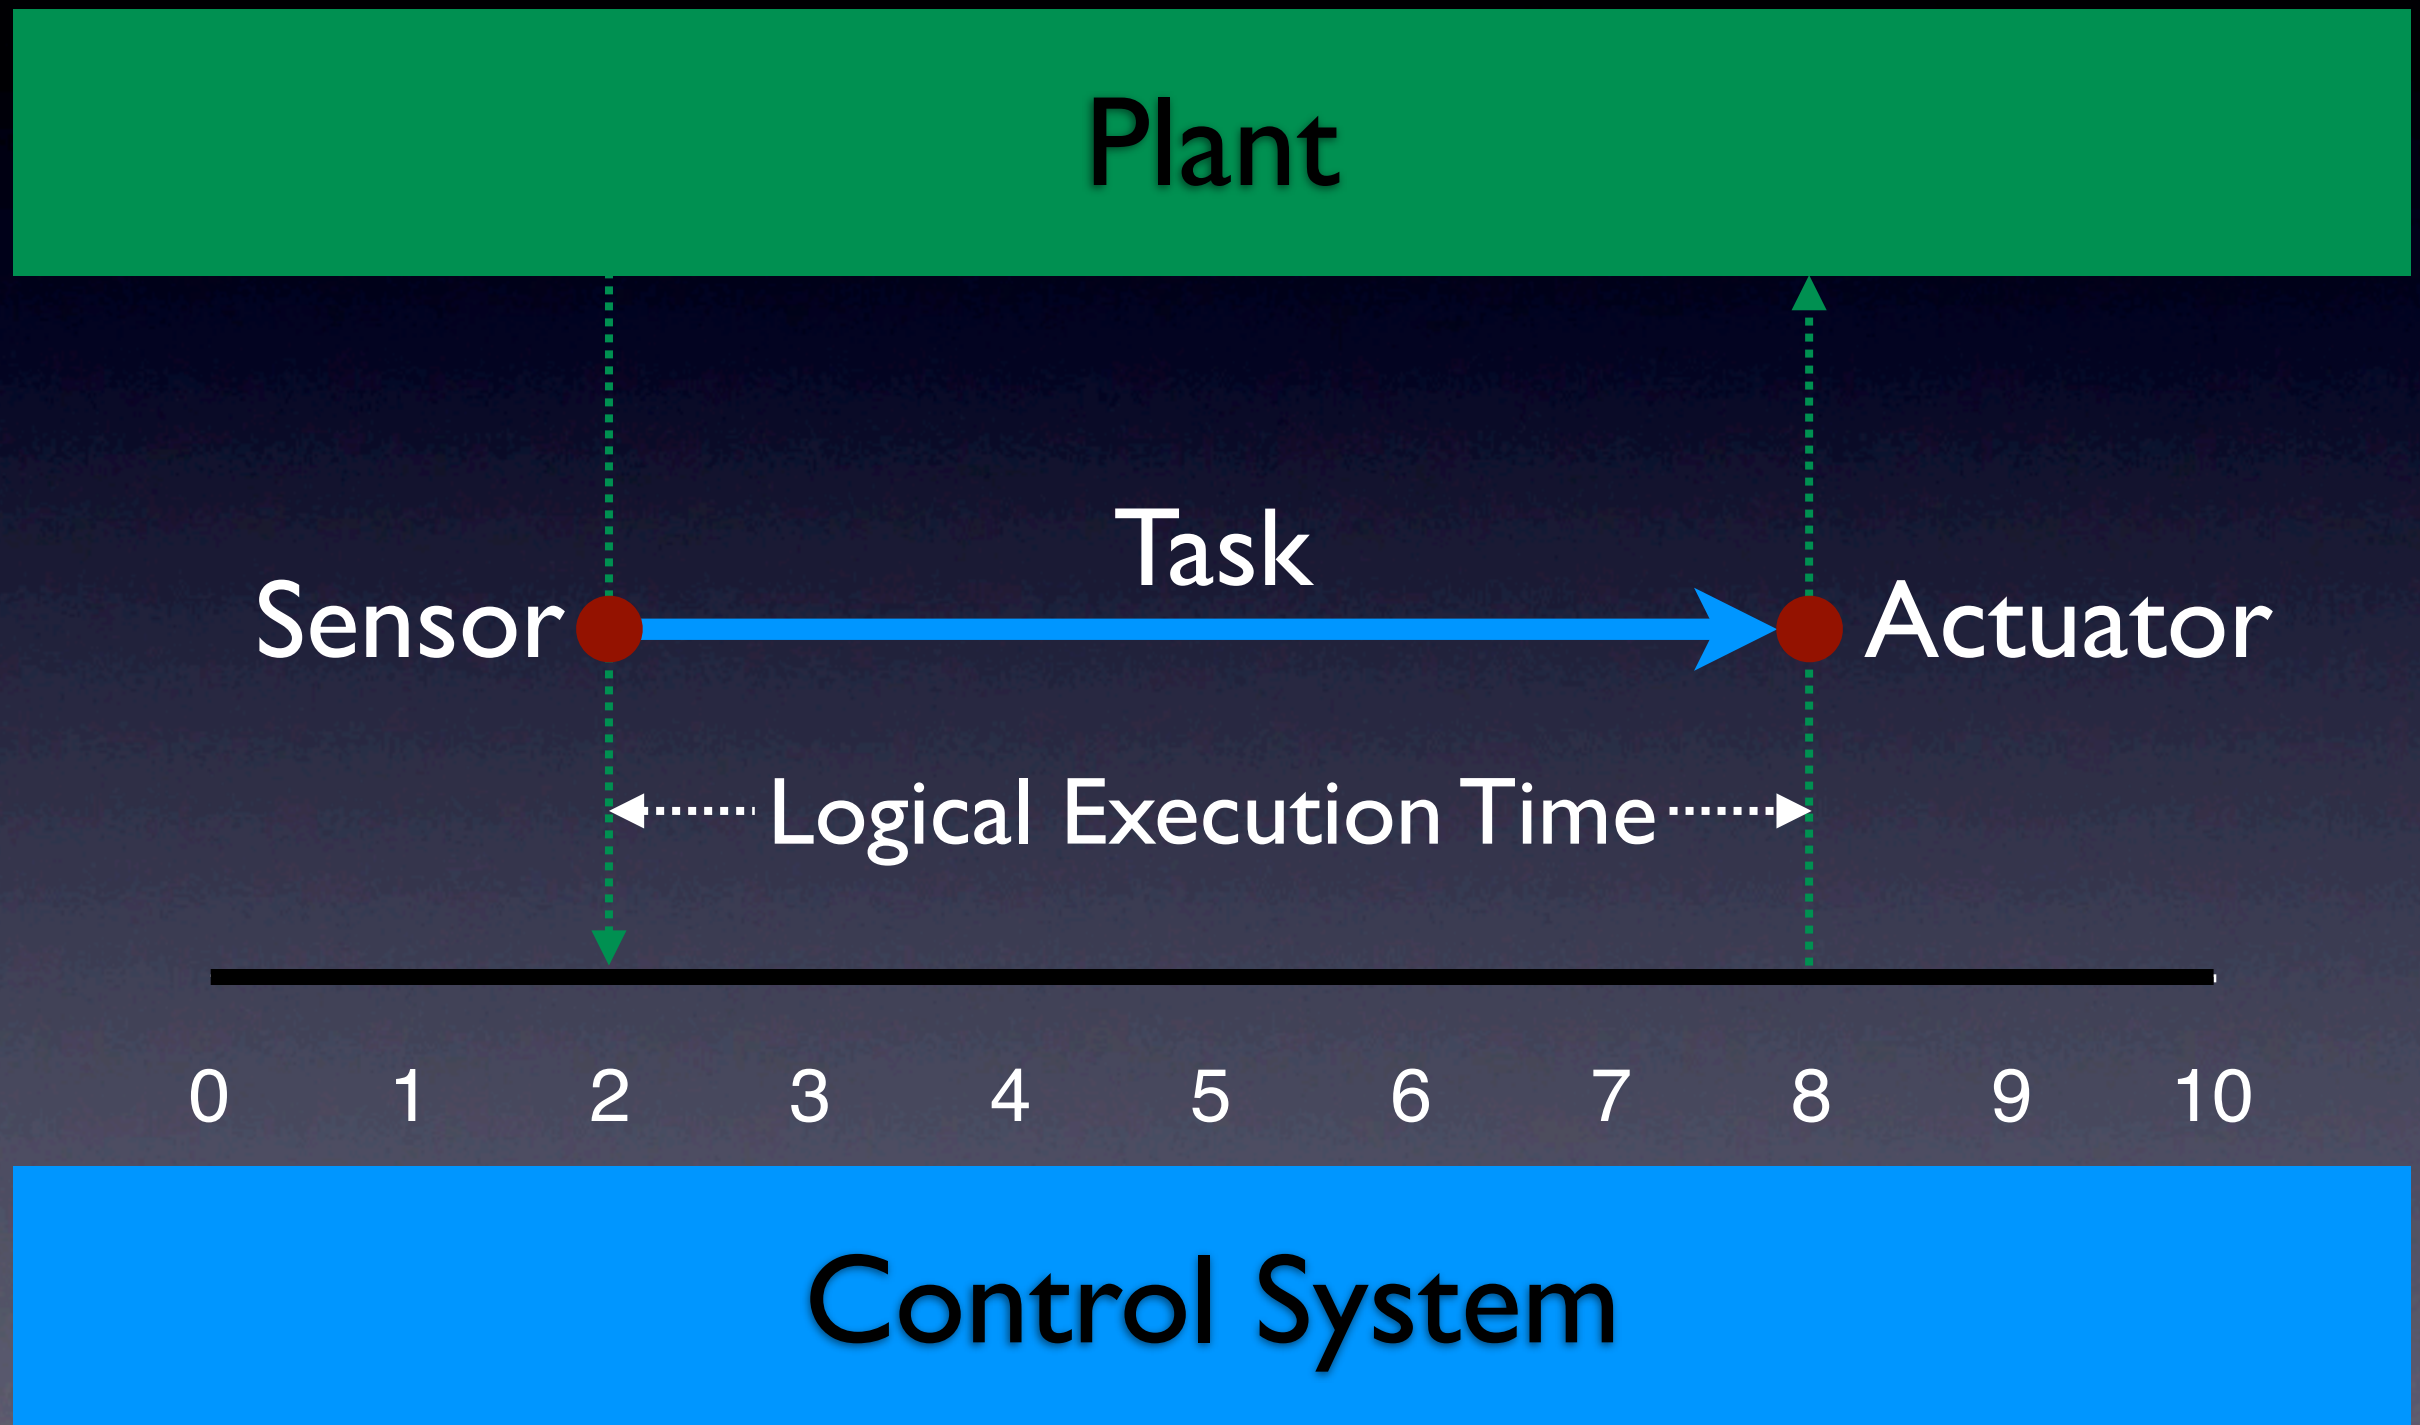 Plant
Task
Sensor
Actuator
Logical Execution Time
0 1 2 3 4 5 6 7 8 9 10
Control System